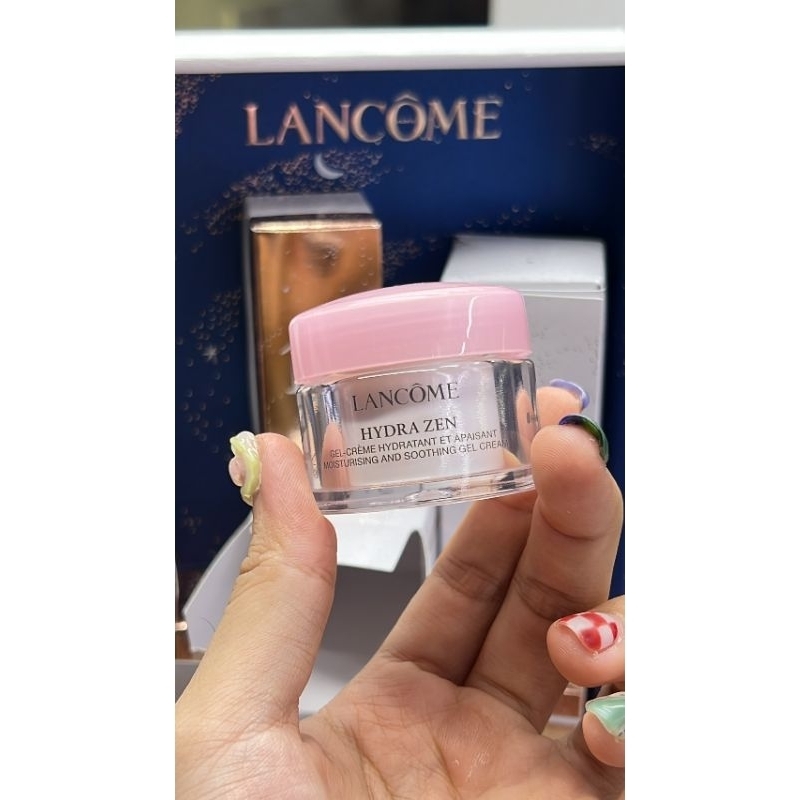 LANCÔME
LANCÔME
HYDRA ZEN
GEL-CRÈME HYDRATANT ET APAISANT
MOISTURISING AND SOOTHING GEL CREAM